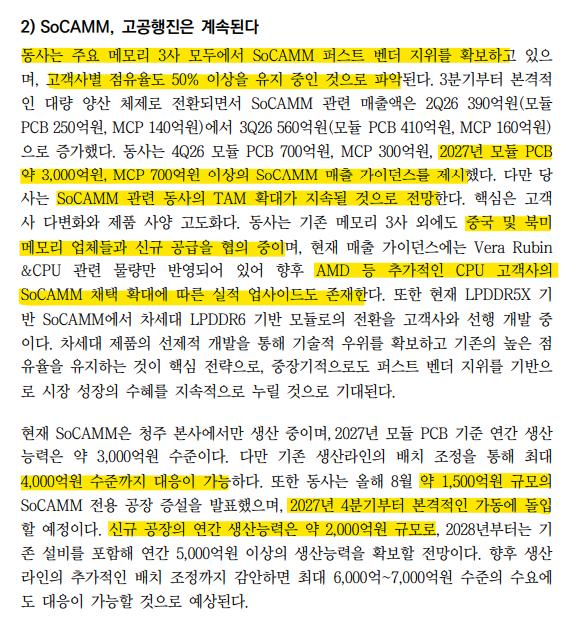 2) SoCAMM, 고공행진은 계속된다
동사는 주요 메모리 3사 모두에서 SoCAMM 퍼스트 벤더 지위를 확보하고 있으
며, 고객사별 점유율도 50% 이상을 유지 중인 것으로 파악된다. 3분기부터 본격적
인 대량 양산 체제로 전환되면서 SoCAMM 관련 매출액은 2Q26 390억원(모듈
PCB 250억원, MCP 140억원)에서 3Q26 560억원(모듈 PCB 410억원, MCP 160억원)
으로 증가했다. 동사는 4Q26 모듈 PCB 700억원, MCP 300억원, 2027년 모듈 PCB
약 3,000억원, MCP 700억원 이상의 SoCAMM 매출 가이던스를 제시했다. 다만 당
사는 SoCAMM 관련 동사의 TAM 확대가 지속될 것으로 전망한다. 핵심은 고객
사 다변화와 제품 사양 고도화다. 동사는 기존 메모리 3사 외에도 중국 및 북미
메모리 업체들과 신규 공급을 협의 중이며, 현재 매출 가이던스에는 Vera Rubin
&CPU 관련 물량만 반영되어 있어 향후 AMD 등 추가적인 CPU 고객사의
SoCAMM 채택 확대에 따른 실적 업사이드도 존재한다. 또한 현재 LPDDR5X 기
반 SoCAMM에서 차세대 LPDDR6 기반 모듈로의 전환을 고객사와 선행 개발 중
이다. 차세대 제품의 선제적 개발을 통해 기술적 우위를 확보하고 기존의 높은 점
유율을 유지하는 것이 핵심 전략으로, 중장기적으로도 퍼스트 벤더 지위를 기반으
로 시장 성장의 수혜를 지속적으로 누릴 것으로 기대된다.
현재 SoCAMM은 청주 본사에서만 생산 중이며, 2027년 모듈 PCB 기준 연간 생산
능력은 약 3,000억원 수준이다. 다만 기존 생산라인의 배치 조정을 통해 최대
4,000억원 수준까지 대응이 가능하다. 또한 동사는 올해 8월 약 1,500억원 규모의
SoCAMM 전용 공장 증설을 발표했으며, 2027년 4분기부터 본격적인 가동에 돌입
할 예정이다. 신규 공장의 연간 생산능력은 약 2,000억원 규모로, 2028년부터는 기
존 설비를 포함해 연간 5,000억원 이상의 생산능력을 확보할 전망이다. 향후 생산
라인의 추가적인 배치 조정까지 감안하면 최대 6,000억~7,000억원 수준의 수요에
도 대응이 가능할 것으로 예상된다.